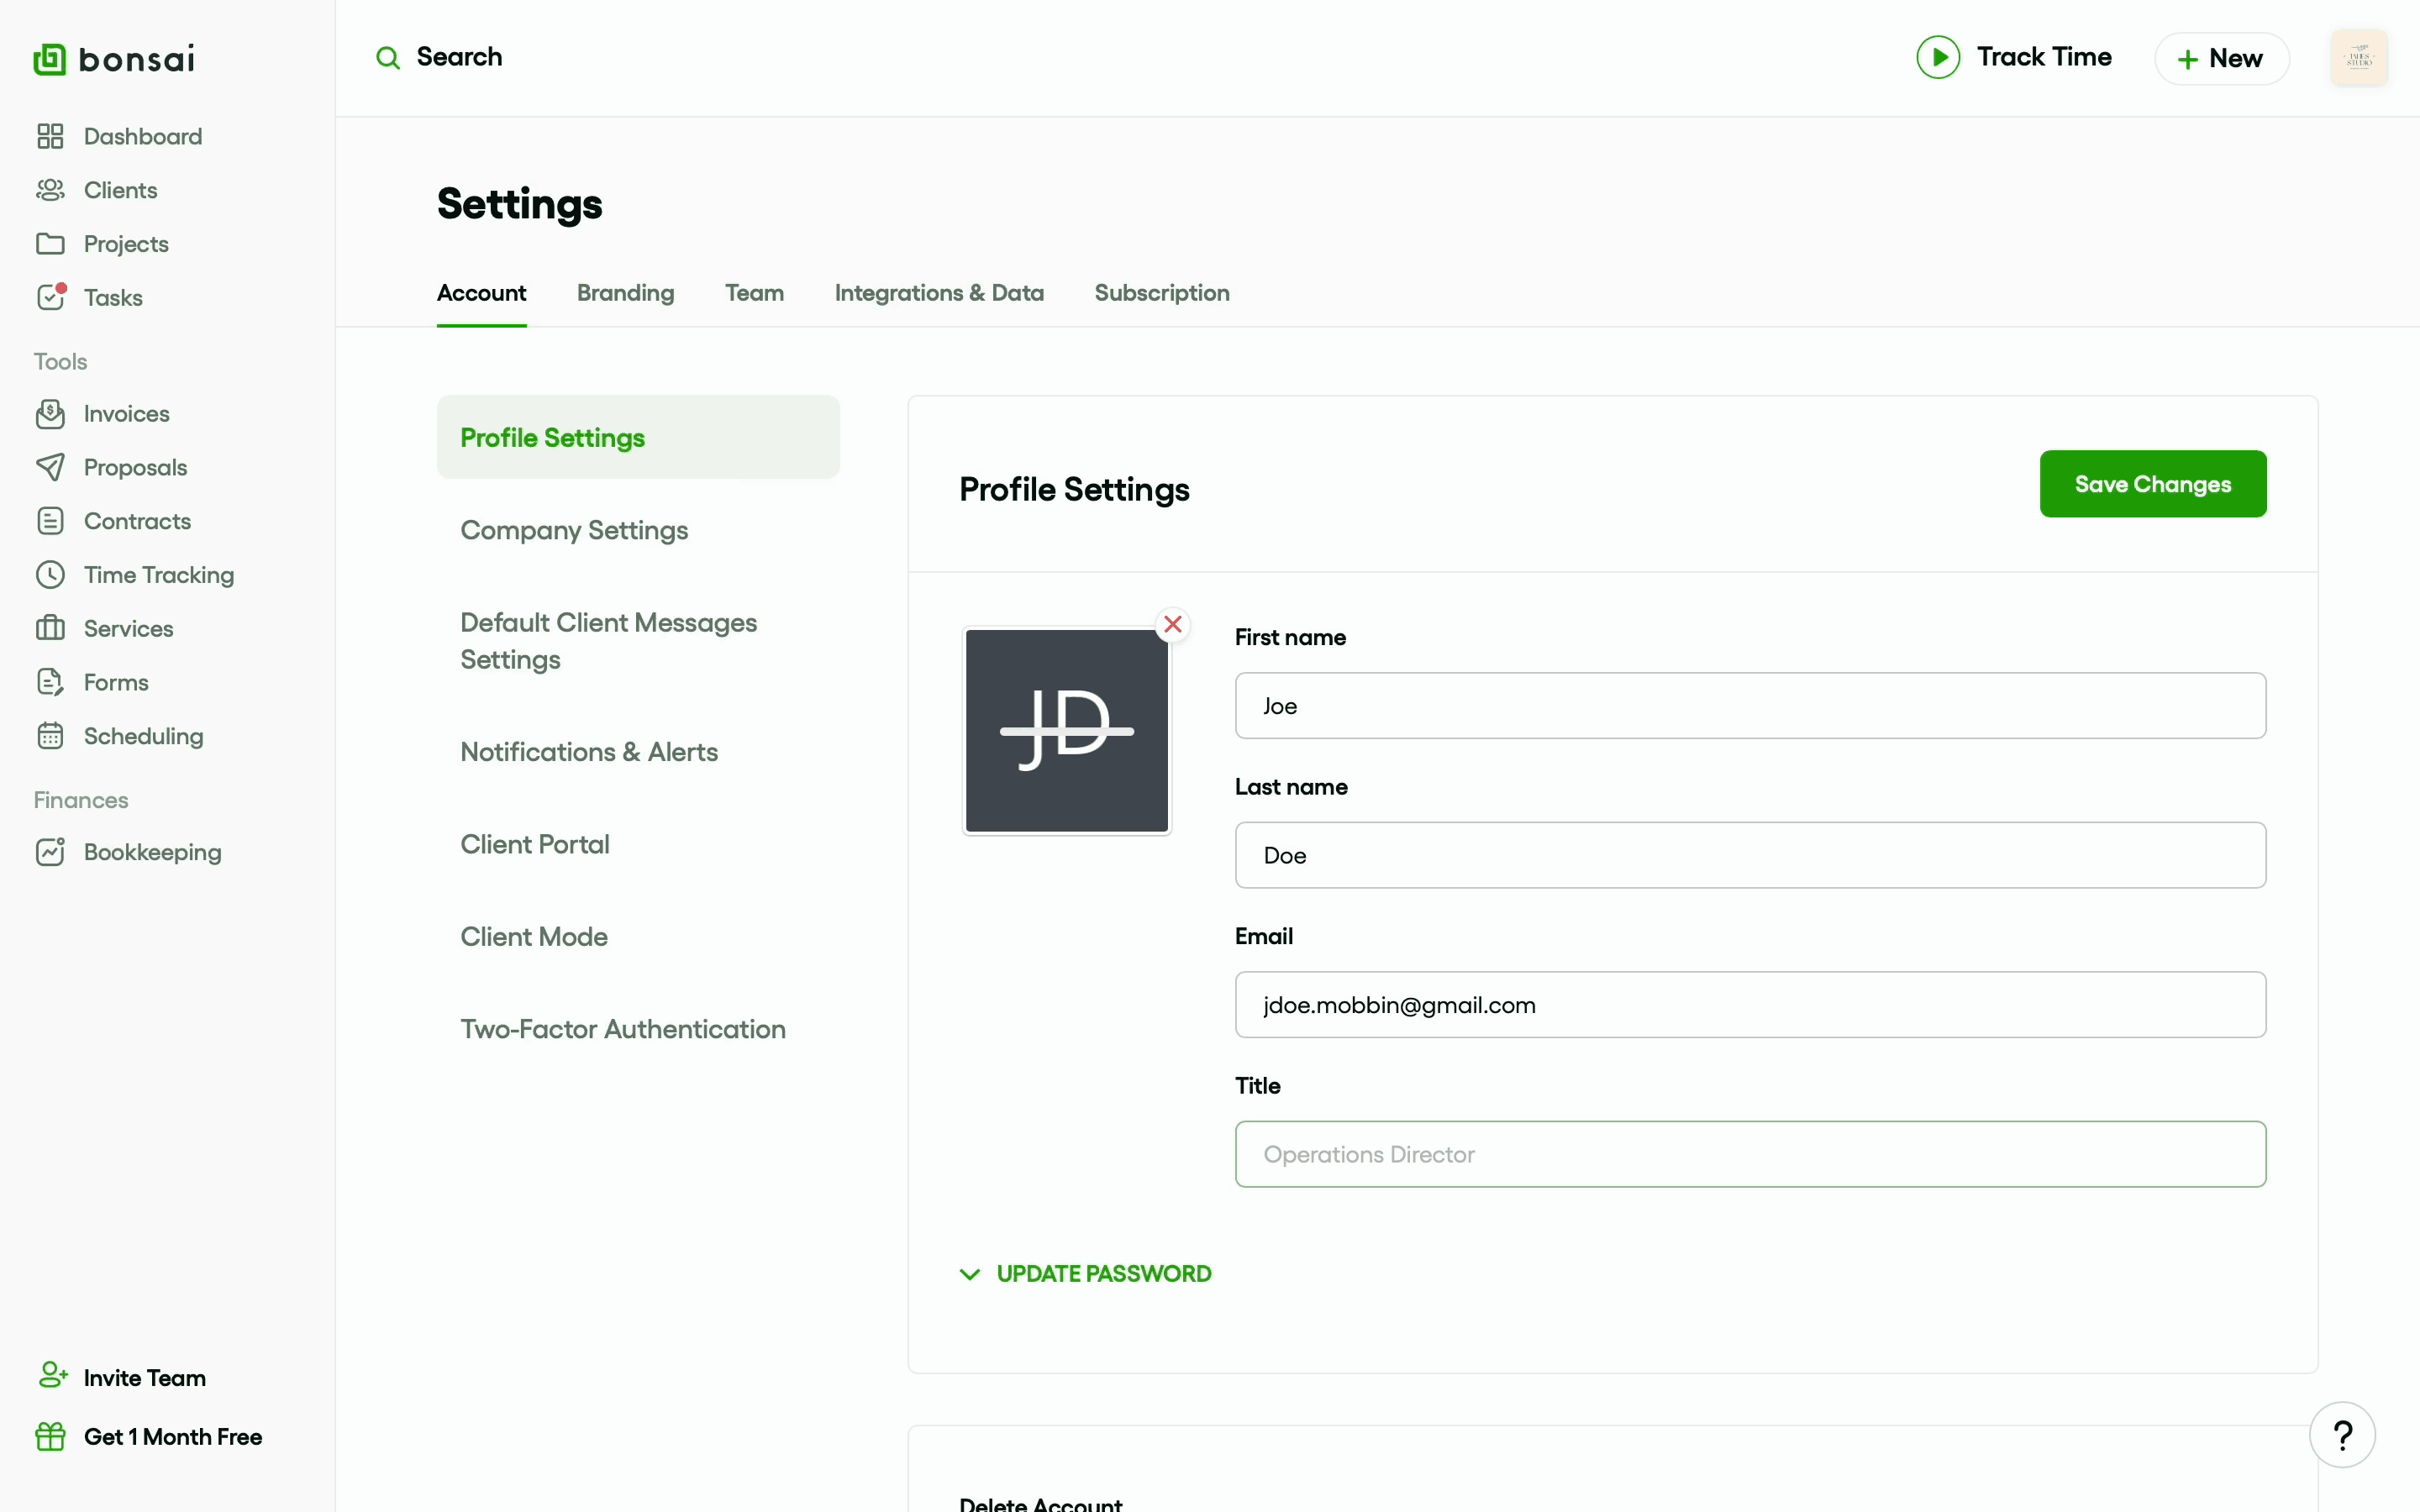 bonsai
Search
Track Time
New
JADES
STUDIO
Dashboard
Clients
Projects
Tasks
Tools
Invoices
Proposals
Contracts
Time Tracking
Services
Forms
Scheduling
Finances
Bookkeeping
Invite Team
Get 1 Month Free
Settings
Account
Branding
Team
Integrations & Data
Subscription
Profile Settings
Company Settings
Default Client Messages
Settings
Notifications & Alerts
Client Portal
Client Mode
Two-Factor Authentication
Profile Settings
Save Changes
JD
First name
Joe
Last name
Doe
Email
jdoe.mobbin@gmail.com
Title
Operations Director
UPDATE PASSWORD
Delete Account
?